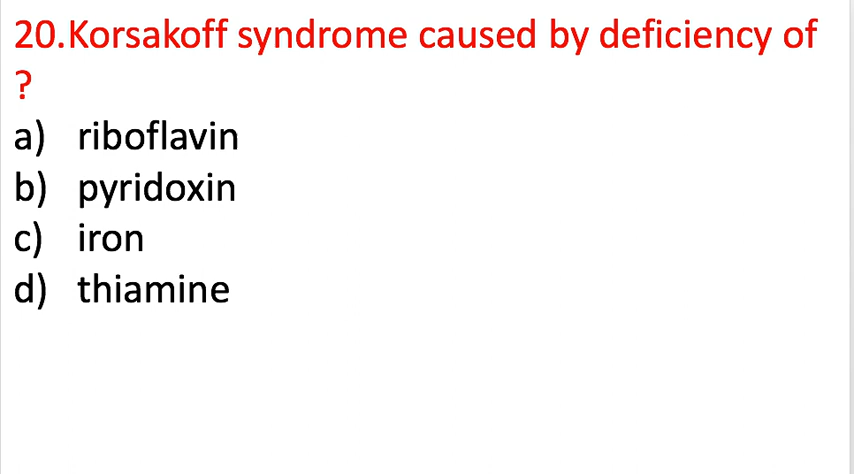 20.Korsakoff syndrome caused by deficiency of
?
a) riboflavin
b) pyridoxin
c) iron
d) thiamine